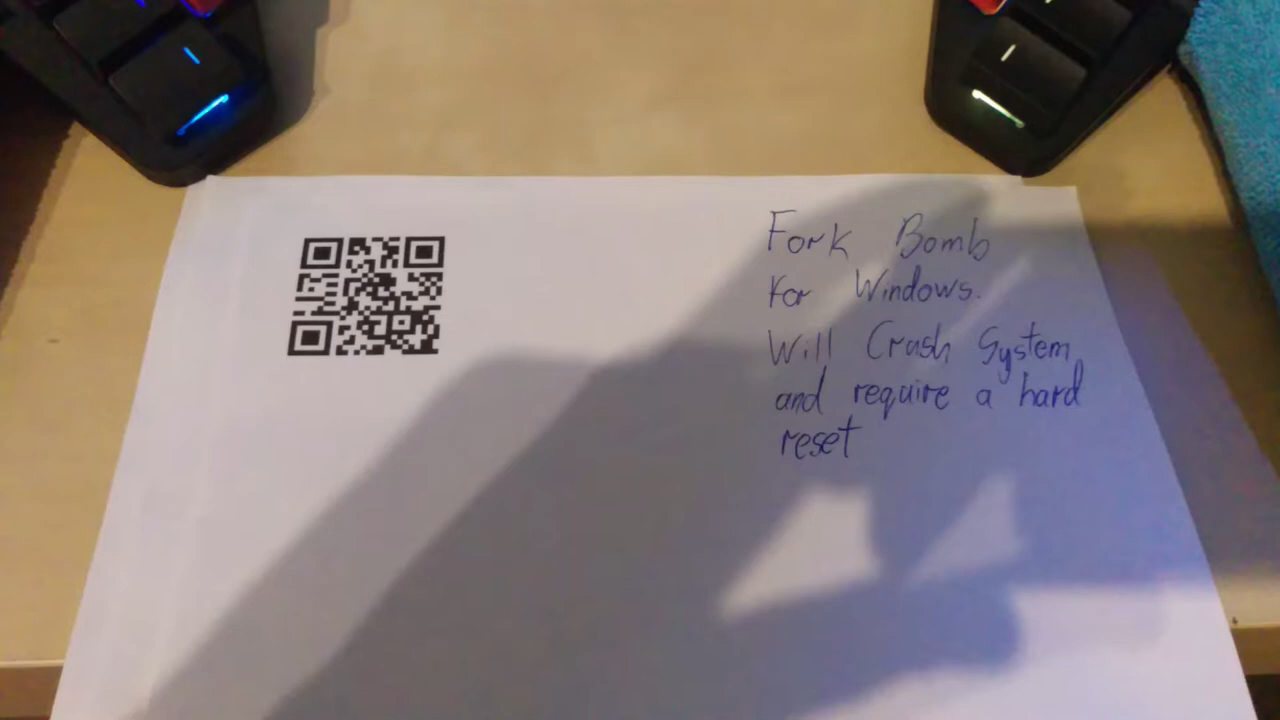 Fork Bomb
For Windows.
Will Crash System
and require a hard
reset